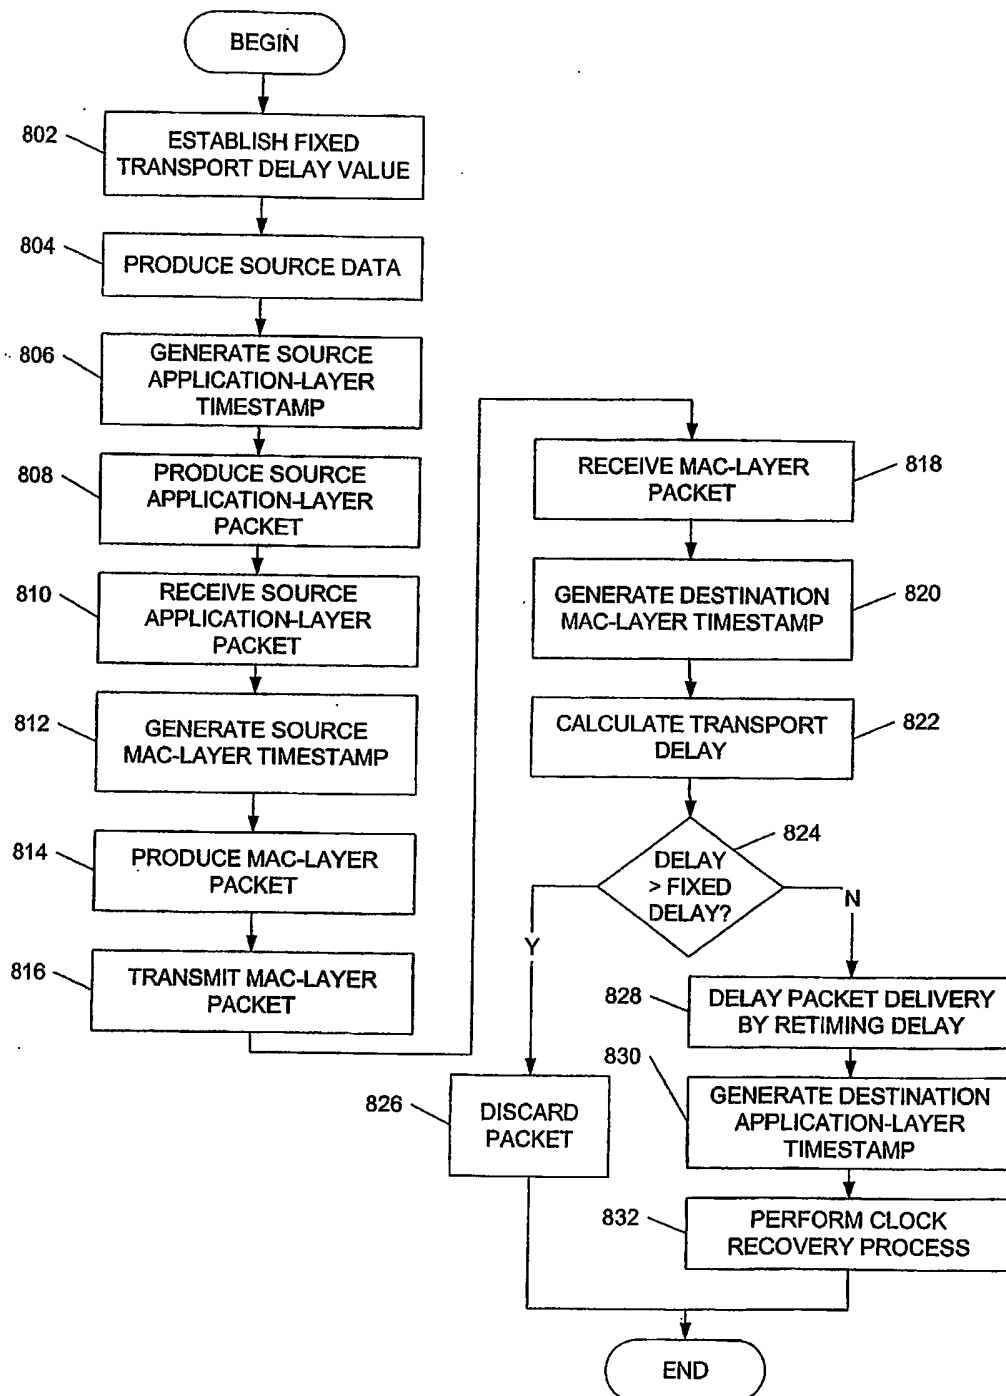 BEGIN
802
ESTABLISH FIXED
TRANSPORT DELAY VALUE
804
PRODUCE SOURCE DATA
806
GENERATE SOURCE
APPLICATION-LAYER
TIMESTAMP
808
PRODUCE SOURCE
APPLICATION-LAYER
PACKET
810
RECEIVE SOURCE
APPLICATION-LAYER
PACKET
812
GENERATE SOURCE
MAC-LAYER TIMESTAMP
814
PRODUCE MAC-LAYER
PACKET
816
TRANSMIT MAC-LAYER
PACKET
RECEIVE MAC-LAYER
PACKET
818
GENERATE DESTINATION
MAC-LAYER TIMESTAMP
820
CALCULATE TRANSPORT
DELAY
822
DELAY
> FIXED
DELAY?
824
Y
N
826
DISCARD
PACKET
828
DELAY PACKET DELIVERY
BY RETIMING DELAY
830
GENERATE DESTINATION
APPLICATION-LAYER
TIMESTAMP
832
PERFORM CLOCK
RECOVERY PROCESS
END